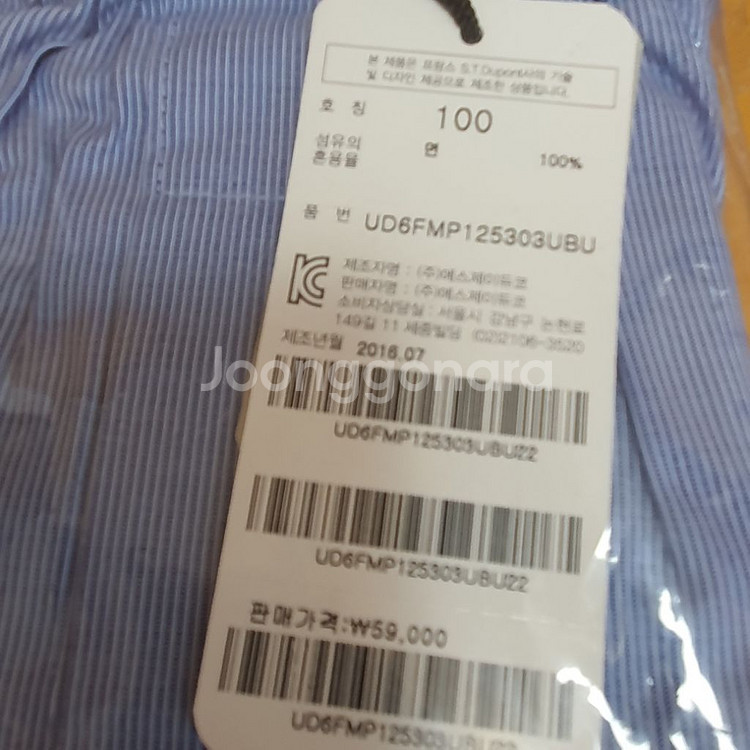 본 제품은 프랑스 S.T.Dupont사의 기술
및 디자인 제공으로 제조한 상품입니다.
호 칭 100
섬유의 혼용율 면 100%
품 번 UD6FMP125303UBU
제조자명 : (주)에스제이듀코
판매자명 : (주)에스제이듀코
소비자상담실 : 서울시 강남구 논현로
149길 11 세종빌딩 (02)2106-3520
제조년월 2016.07
Joonggonara
UD6FMP125303UBU22
UD6FMP125303UBU22
판매가격:₩59,000
UD6FMP125303UBU22